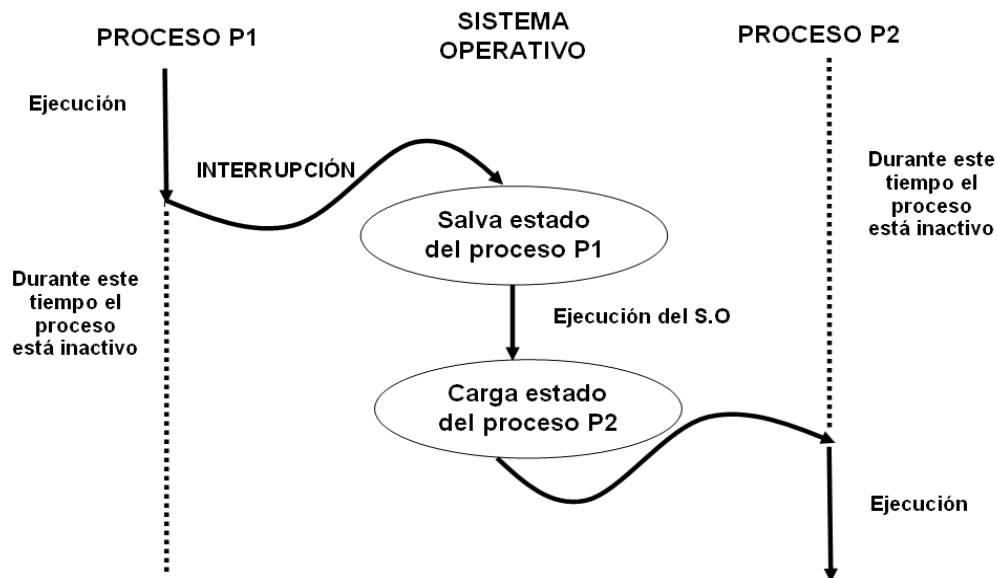 PROCESO P1
SISTEMA
OPERATIVO
PROCESO P2
Ejecución
INTERRUPCIÓN
Durante este
tiempo el
proceso
está inactivo
Salva estado
del proceso P1
Durante este
tiempo el
proceso
está inactivo
Ejecución del S.O
Carga estado
del proceso P2
Ejecución